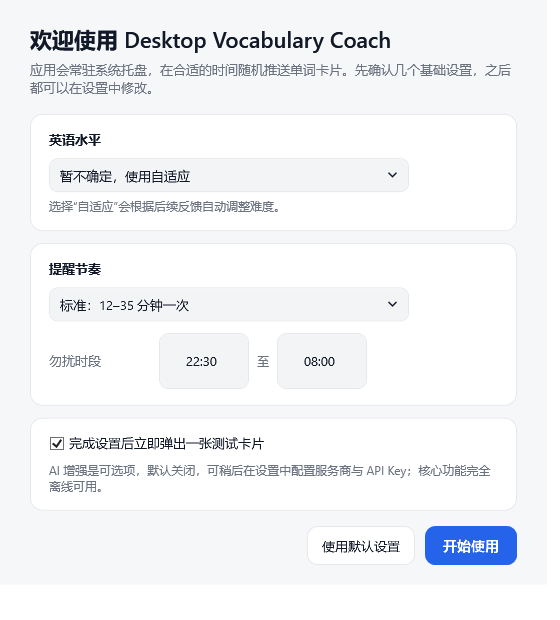 欢迎使用 Desktop Vocabulary Coach
应用会常驻系统托盘，在合适的时间随机推送单词卡片。先确认几个基础设置，之后
都可以在设置中修改。
英语水平
暂不确定，使用自适应
选择“自适应”会根据后续反馈自动调整难度。
提醒节奏
标准：12–35 分钟一次
勿扰时段 22:30 至 08:00
完成设置后立即弹出一张测试卡片
AI 增强是可选项，默认关闭，可稍后在设置中配置服务商与 API Key；核心功能完全
离线可用。
使用默认设置 开始使用